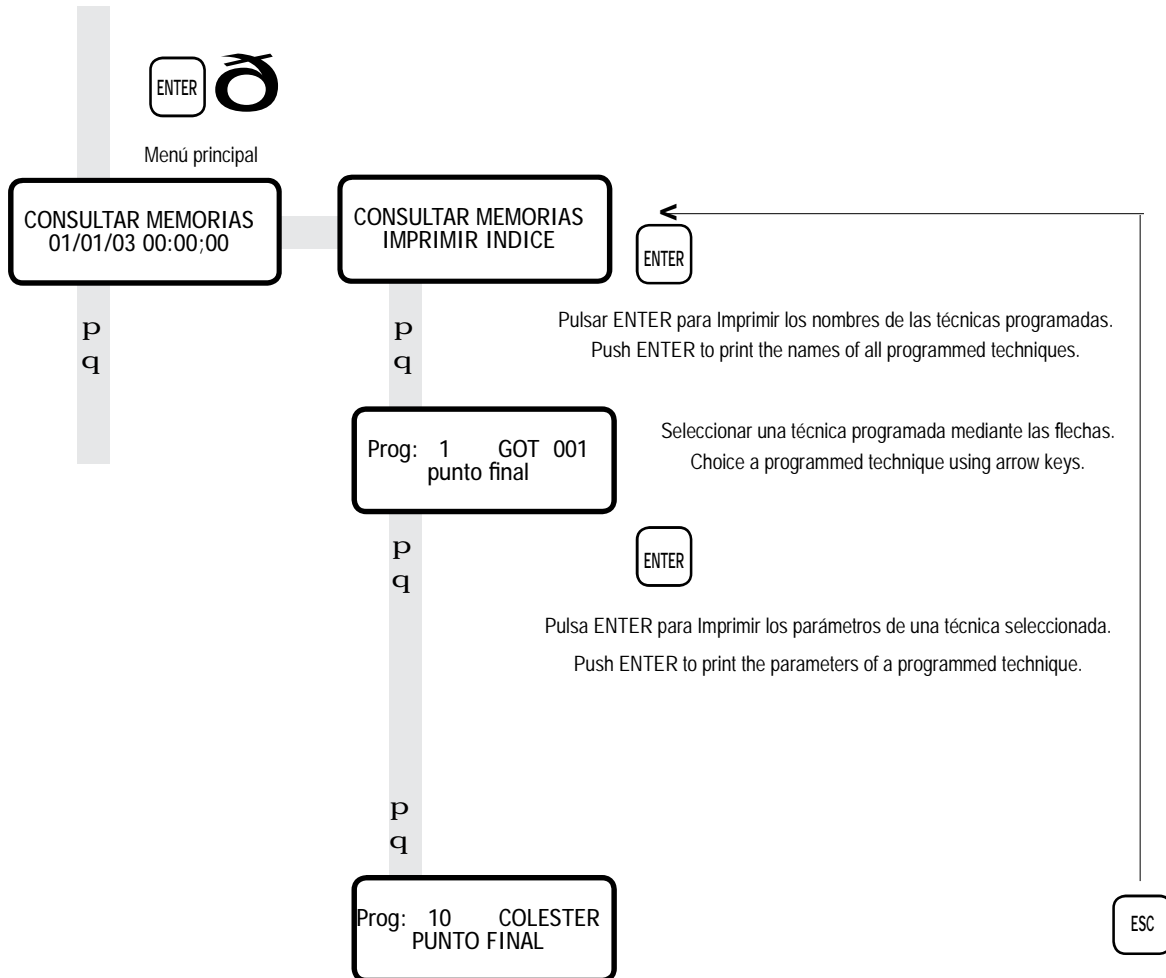 ENTER ð
Menú principal
CONSULTAR MEMORIAS
01/01/03 00:00;00
CONSULTAR MEMORIAS
IMPRIMIR INDICE
<
ENTER
p
q
p
q
Pulsar ENTER para Imprimir los nombres de las técnicas programadas.
Push ENTER to print the names of all programmed techniques.
Prog: 1 GOT 001
punto final
Seleccionar una técnica programada mediante las flechas.
Choice a programmed technique using arrow keys.
p
q
ENTER
Pulsa ENTER para Imprimir los parámetros de una técnica seleccionada.
Push ENTER to print the parameters of a programmed technique.
p
q
Prog: 10 COLESTER
PUNTO FINAL
ESC